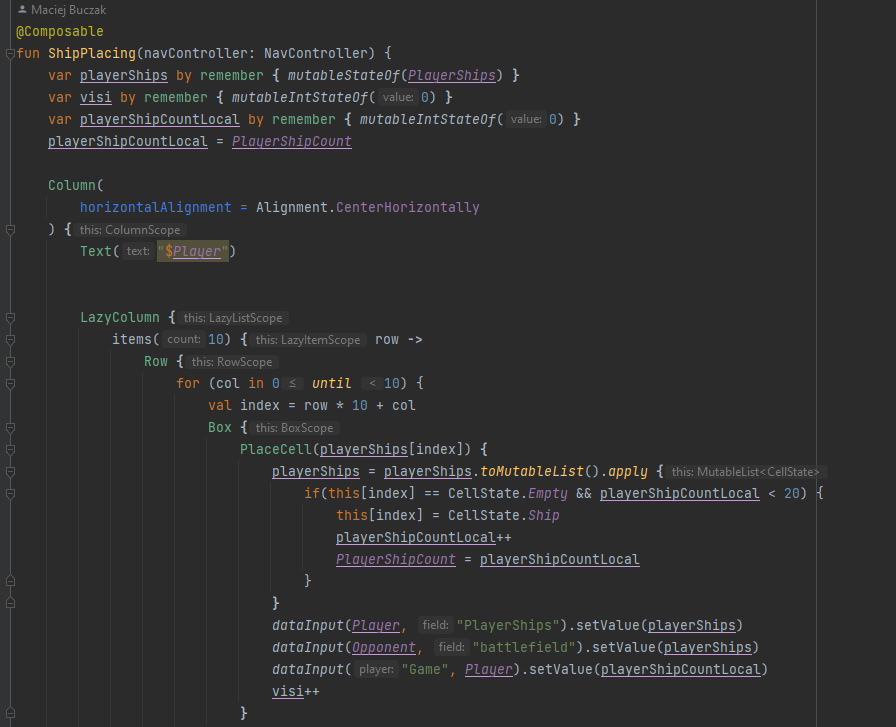 Maciej Buczak
@Composable
fun ShipPlacing(navController: NavController) {
    var playerShips by remember { mutableStateOf(PlayerShips) }
    var visi by remember { mutableIntStateOf( value: 0) }
    var playerShipCountLocal by remember { mutableIntStateOf( value: 0) }
    playerShipCountLocal = PlayerShipCount
    Column(
        horizontalAlignment = Alignment.CenterHorizontally
    ) { this: ColumnScope
        Text( text: "$Player")
        LazyColumn { this: LazyListScope
            items( count: 10) { this: LazyItemScope row ->
                Row { this: RowScope
                    for (col in 0 ≤ until < 10) {
                        val index = row * 10 + col
                        Box { this: BoxScope
                            PlaceCell(playerShips[index]) {
                                playerShips = playerShips.toMutableList().apply { this: MutableList<CellState>
                                    if(this[index] == CellState.Empty && playerShipCountLocal < 20) {
                                        this[index] = CellState.Ship
                                        playerShipCountLocal++
                                        PlayerShipCount = playerShipCountLocal
                                    }
                                }
                                dataInput(Player, field: "PlayerShips").setValue(playerShips)
                                dataInput(Opponent, field: "battlefield").setValue(playerShips)
                                dataInput( player: "Game", Player).setValue(playerShipCountLocal)
                                visi++
                            }